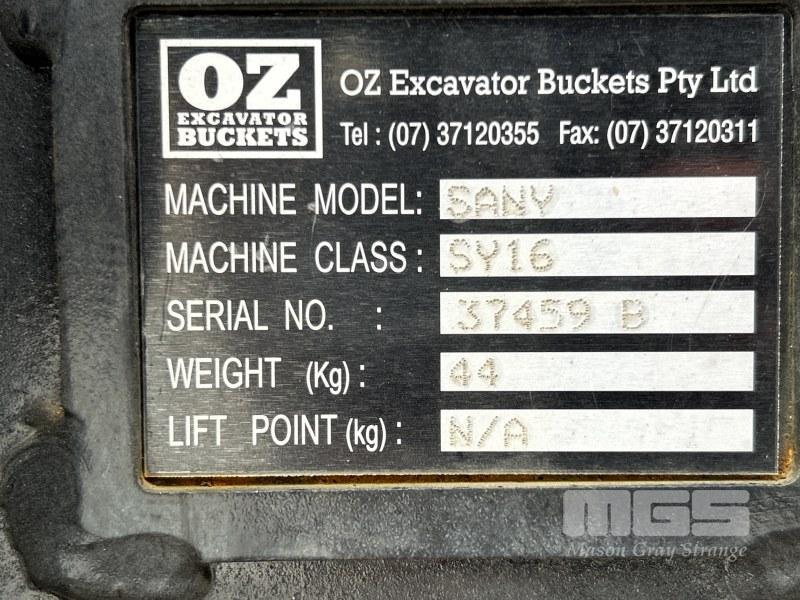 OZ
EXCAVATOR
BUCKETS
OZ Excavator Buckets Pty Ltd
Tel : (07) 37120355 Fax: (07) 37120311
MACHINE MODEL: SANY
MACHINE CLASS : SY16
SERIAL NO. : 37459 B
WEIGHT (Kg) : 44
LIFT POINT (kg) : N/A
MGS
Mason Gray Strange